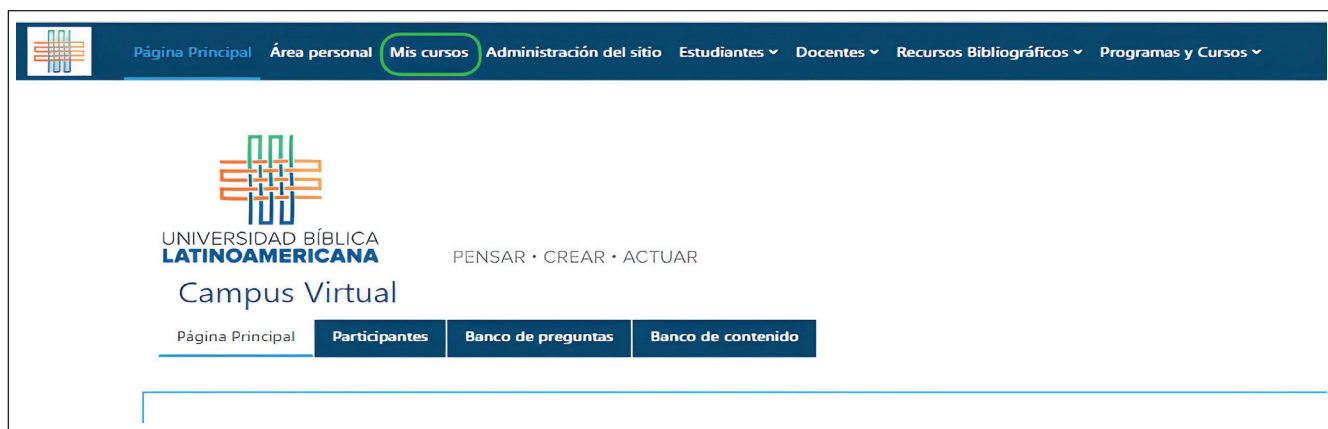 Página Principal Área personal Mis cursos Administración del sitio Estudiantes Docentes Recursos Bibliográficos Programas y Cursos
UNIVERSIDAD BÍBLICA
LATINOAMERICANA
PENSAR · CREAR · ACTUAR
Campus Virtual
Página Principal Participantes Banco de preguntas Banco de contenido